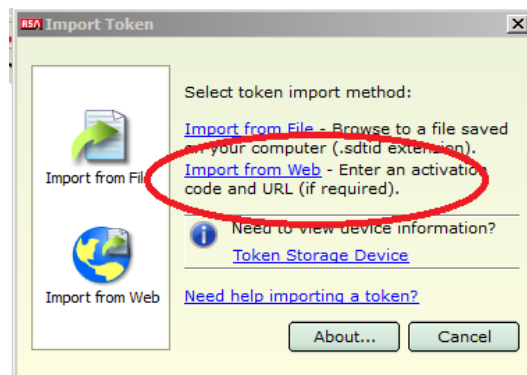 RSA Import Token
Select token import method:
Import from File - Browse to a file saved
on your computer (.sdtid extension).
Import from Web - Enter an activation
code and URL (if required).
Import from File
Need to view device information?
Token Storage Device
Import from Web
Need help importing a token?
About...
Cancel